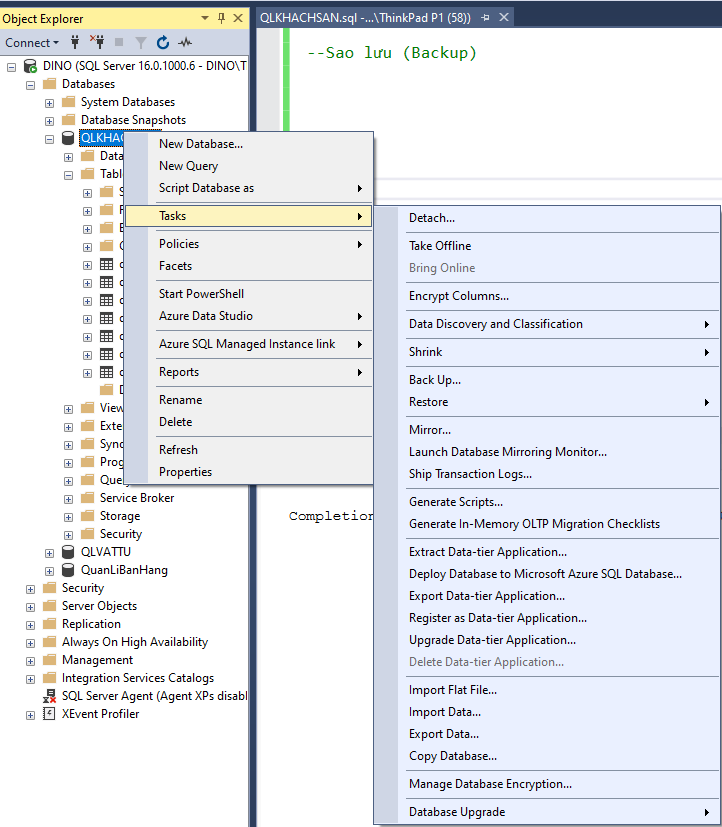 Object Explorer
Connect
DINO (SQL Server 16.0.1000.6 - DINO\T
Databases
System Databases
Database Snapshots
QLKHAC
Data
Tabl
View
Exte
Syno
Prog
Que
Service Broker
Storage
Security
QLVATTU
QuanLiBanHang
Security
Server Objects
Replication
Always On High Availability
Management
Integration Services Catalogs
SQL Server Agent (Agent XPs disabl
XEvent Profiler
QLKHACHSAN.sql -...\ThinkPad P1 (58))
--Sao lưu (Backup)
Completion
New Database...
New Query
Script Database as
Tasks
Policies
Facets
Start PowerShell
Azure Data Studio
Azure SQL Managed Instance link
Reports
Rename
Delete
Refresh
Properties
Detach...
Take Offline
Bring Online
Encrypt Columns...
Data Discovery and Classification
Shrink
Back Up...
Restore
Mirror...
Launch Database Mirroring Monitor...
Ship Transaction Logs...
Generate Scripts...
Generate In-Memory OLTP Migration Checklists
Extract Data-tier Application...
Deploy Database to Microsoft Azure SQL Database...
Export Data-tier Application...
Register as Data-tier Application...
Upgrade Data-tier Application...
Delete Data-tier Application...
Import Flat File...
Import Data...
Export Data...
Copy Database...
Manage Database Encryption...
Database Upgrade